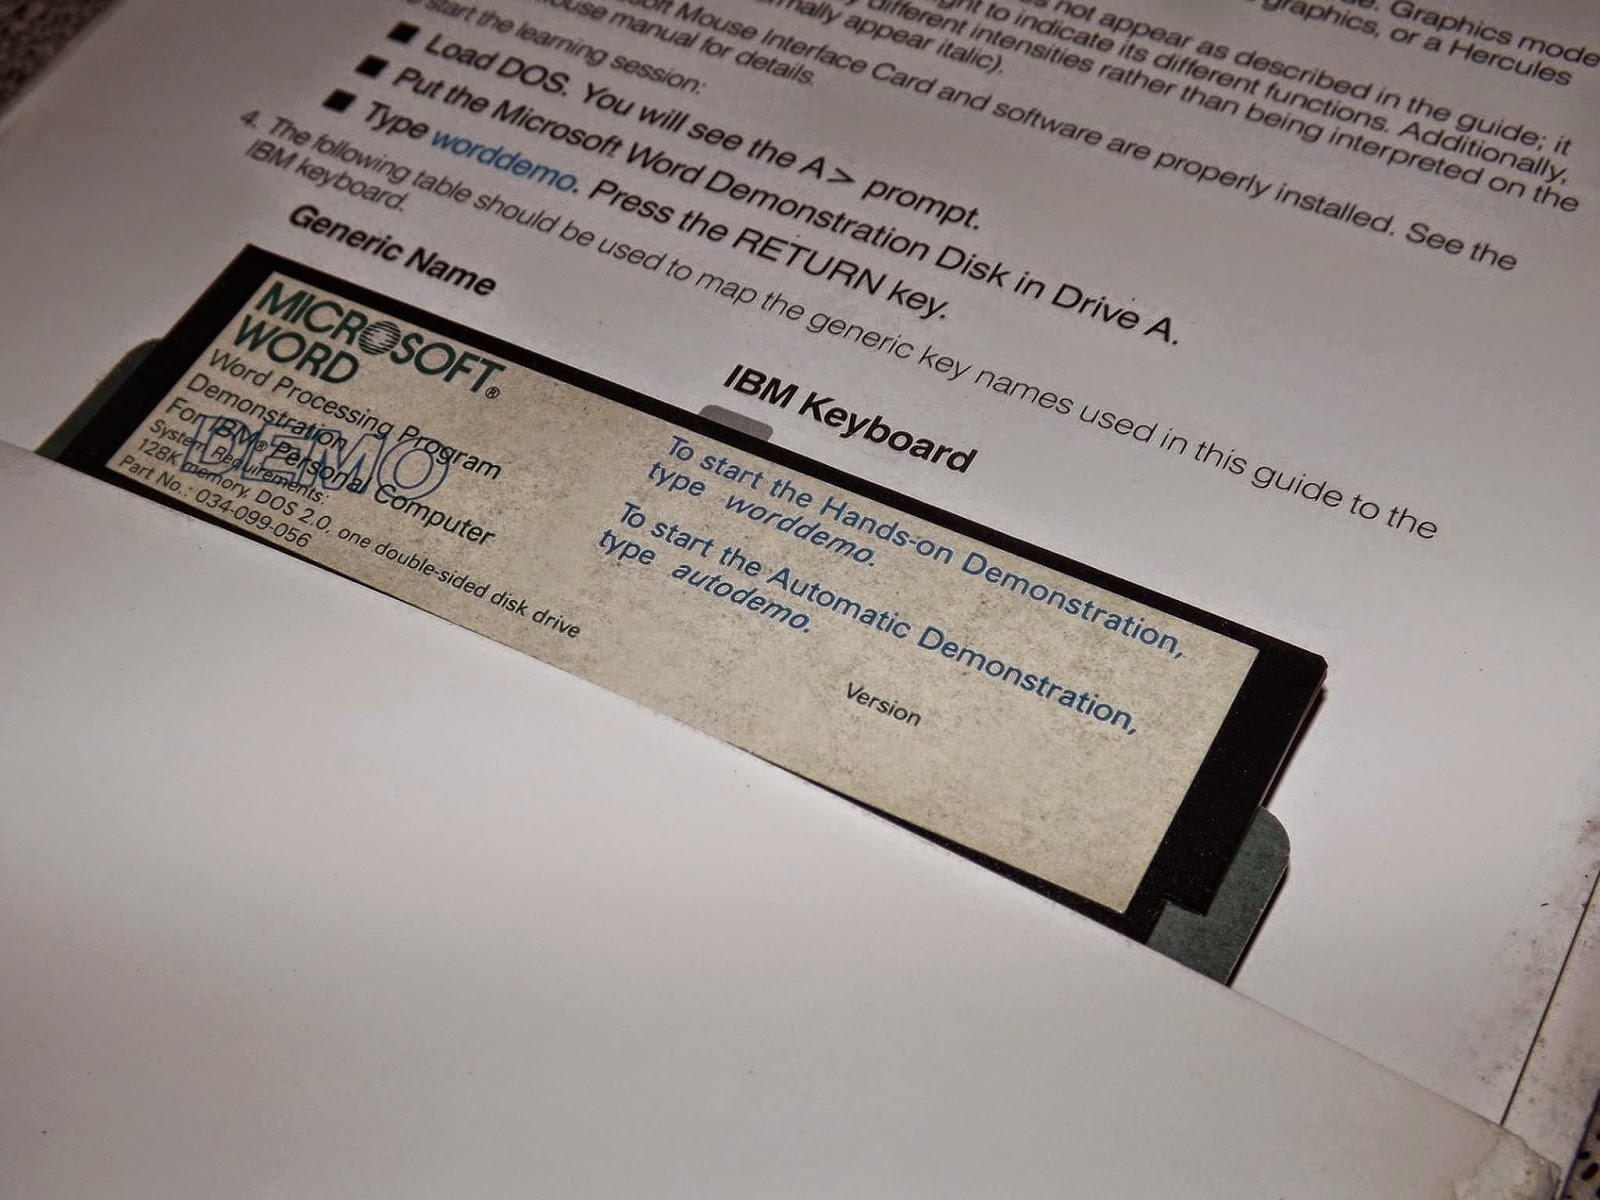 de. Graphics mode
graphics, or a Hercules
s not appear as described in the guide; it
ght to indicate its different functions. Additionally,
y different intensities rather than being interpreted on the
mally appear italic).
soft Mouse Interface Card and software are properly installed. See the
mouse manual for details.
start the learning session:
■ Load DOS. You will see the A> prompt.
■ Put the Microsoft Word Demonstration Disk in Drive A.
■ Type worddemo. Press the RETURN key.
4. The following table should be used to map the generic key names used in this guide to the
IBM keyboard.
Generic Name
IBM Keyboard
MICROSOFT®
WORD
Word Processing Program
Demonstration
For IBM® Personal Computer
DEMO
System Requirements:
128K memory, DOS 2.0, one double-sided disk drive
Part No.: 034-099-056
To start the Hands-on Demonstration,
type worddemo.
To start the Automatic Demonstration,
type autodemo.
Version